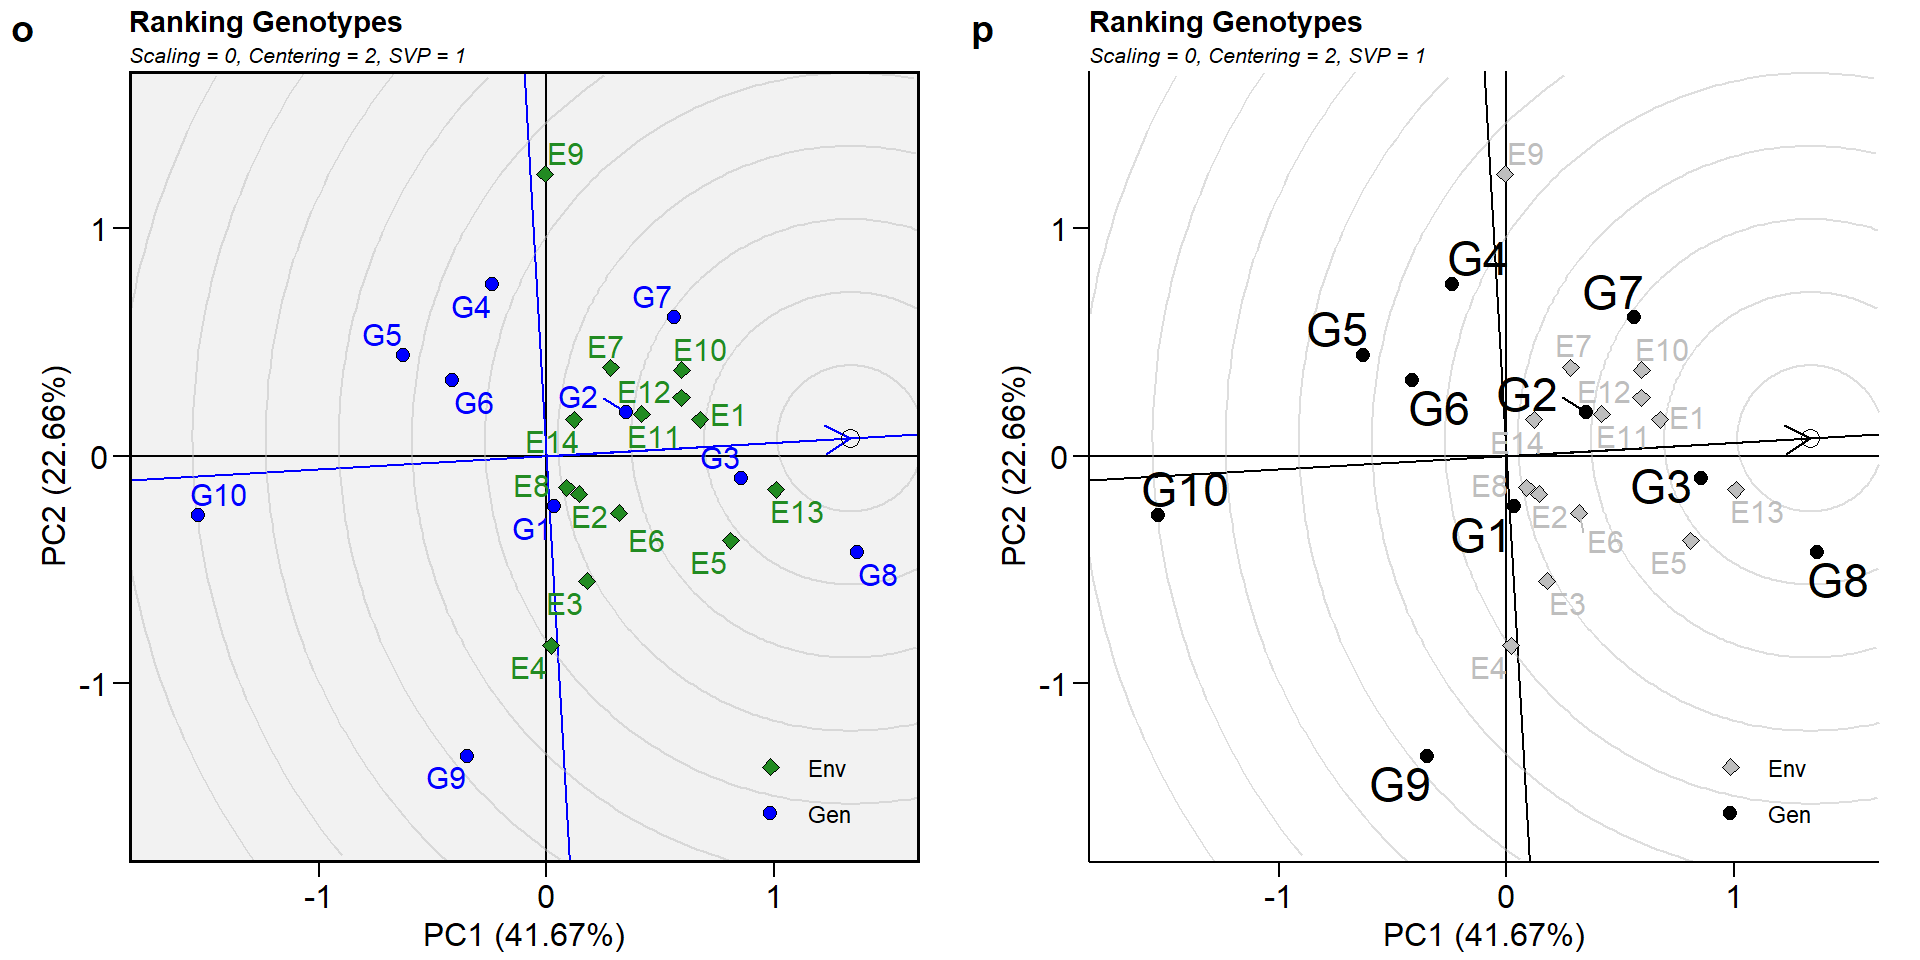 o
Ranking Genotypes
Scaling = 0, Centering = 2, SVP = 1
E9
G4
G7
G5
E7
E10
G6
G2
E12
E1
E14
E11
G3
G10
E8
G1
E2
E6
E13
E5
G8
E3
E4
G9
Env
Gen
1
0
-1
-1
0
1
PC2 (22.66%)
PC1 (41.67%)
p
Ranking Genotypes
Scaling = 0, Centering = 2, SVP = 1
E9
G4
G7
G5
E7
E10
G6
G2
E12
E1
E14
E11
G3
G10
E8
G1
E2
E6
E13
E5
G8
E3
E4
G9
Env
Gen
1
0
-1
-1
0
1
PC2 (22.66%)
PC1 (41.67%)